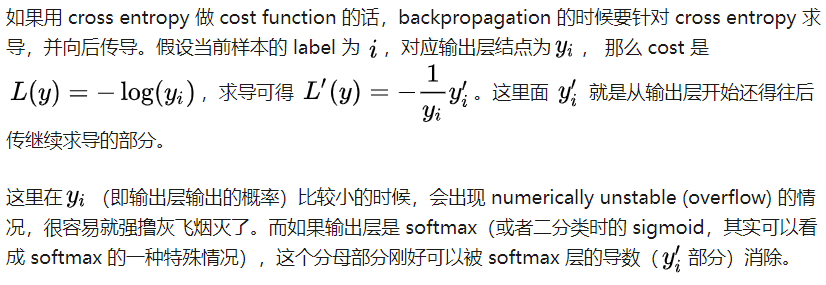 如果用 cross entropy 做 cost function 的话，backpropagation 的时候要针对 cross entropy 求
导，并向后传导。假设当前样本的 label 为 i，对应输出层结点为 y_i ， 那么 cost 是
L(y) = −log(y_i) ，求导可得 L′(y) = −\frac{1}{y_i}y′_i 。这里面 y′_i 就是从输出层开始还得往后
传继续求导的部分。
这里在 y_i （即输出层输出的概率）比较小的时候，会出现 numerically unstable (overflow) 的情
况，很容易就强撸灰飞烟灭了。而如果输出层是 softmax（或者二分类时的 sigmoid，其实可以看
成 softmax 的一种特殊情况），这个分母部分刚好可以被 softmax 层的导数（ y′_i 部分）消除。